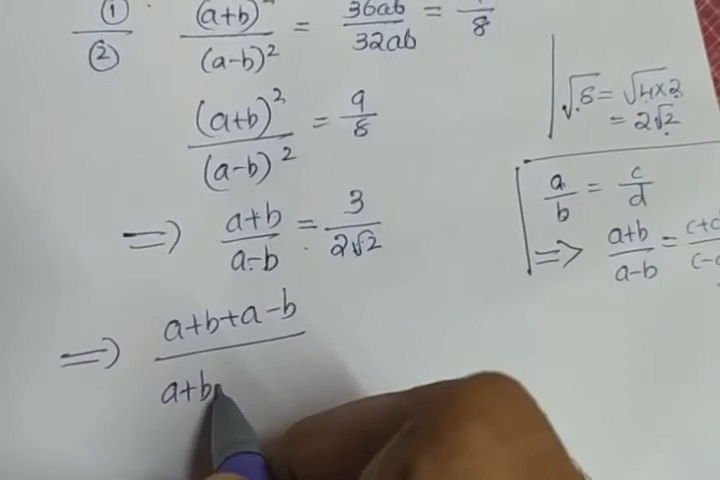 ① (a+b)² / (a-b)² = 36ab / 32ab = 9/8
②
(a+b)² / (a-b)² = 9/8
√8 = √4×2
= 2√2
=> a+b / a-b = 3 / 2√2
a/b = c/d
=> a+b / a-b =
=> a+b+a-b
a+b